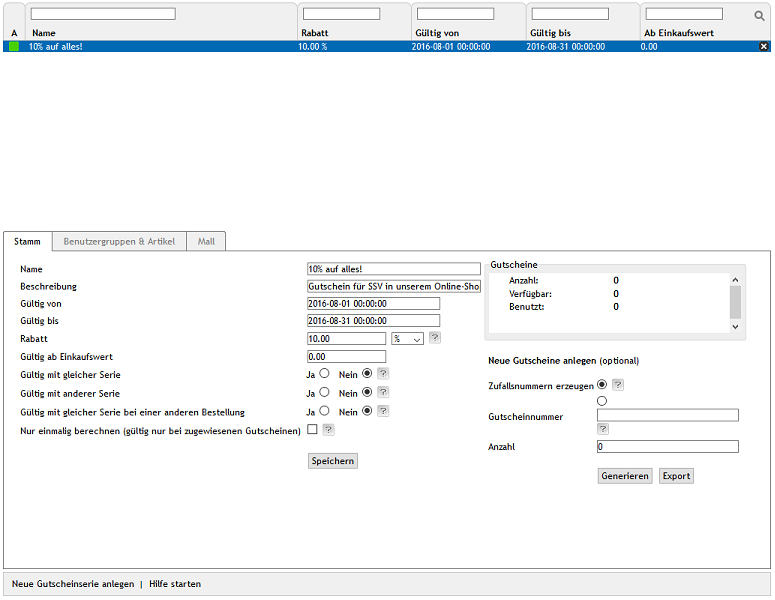 A Name Rabatt Gültig von Gültig bis Ab Einkaufswert
10% auf alles! 10.00 % 2016-08-01 00:00:00 2016-08-31 00:00:00 0.00
Stamm Benutzergruppen & Artikel Mall
Name 10% auf alles!
Beschreibung Gutschein für SSV in unserem Online-Sho
Gültig von 2016-08-01 00:00:00
Gültig bis 2016-08-31 00:00:00
Rabatt 10.00 % ?
Gültig ab Einkaufswert 0.00
Gültig mit gleicher Serie Ja Nein ?
Gültig mit anderer Serie Ja Nein ?
Gültig mit gleicher Serie bei einer anderen Bestellung Ja Nein ?
Nur einmalig berechnen (gültig nur bei zugewiesenen Gutscheinen) ?
Speichern
Gutscheine
Anzahl: 0
Verfügbar: 0
Benutzt: 0
Neue Gutscheine anlegen (optional)
Zufallsnummern erzeugen ?
Gutscheinnummer
?
Anzahl 0
Generieren Export
Neue Gutscheinserie anlegen | Hilfe starten